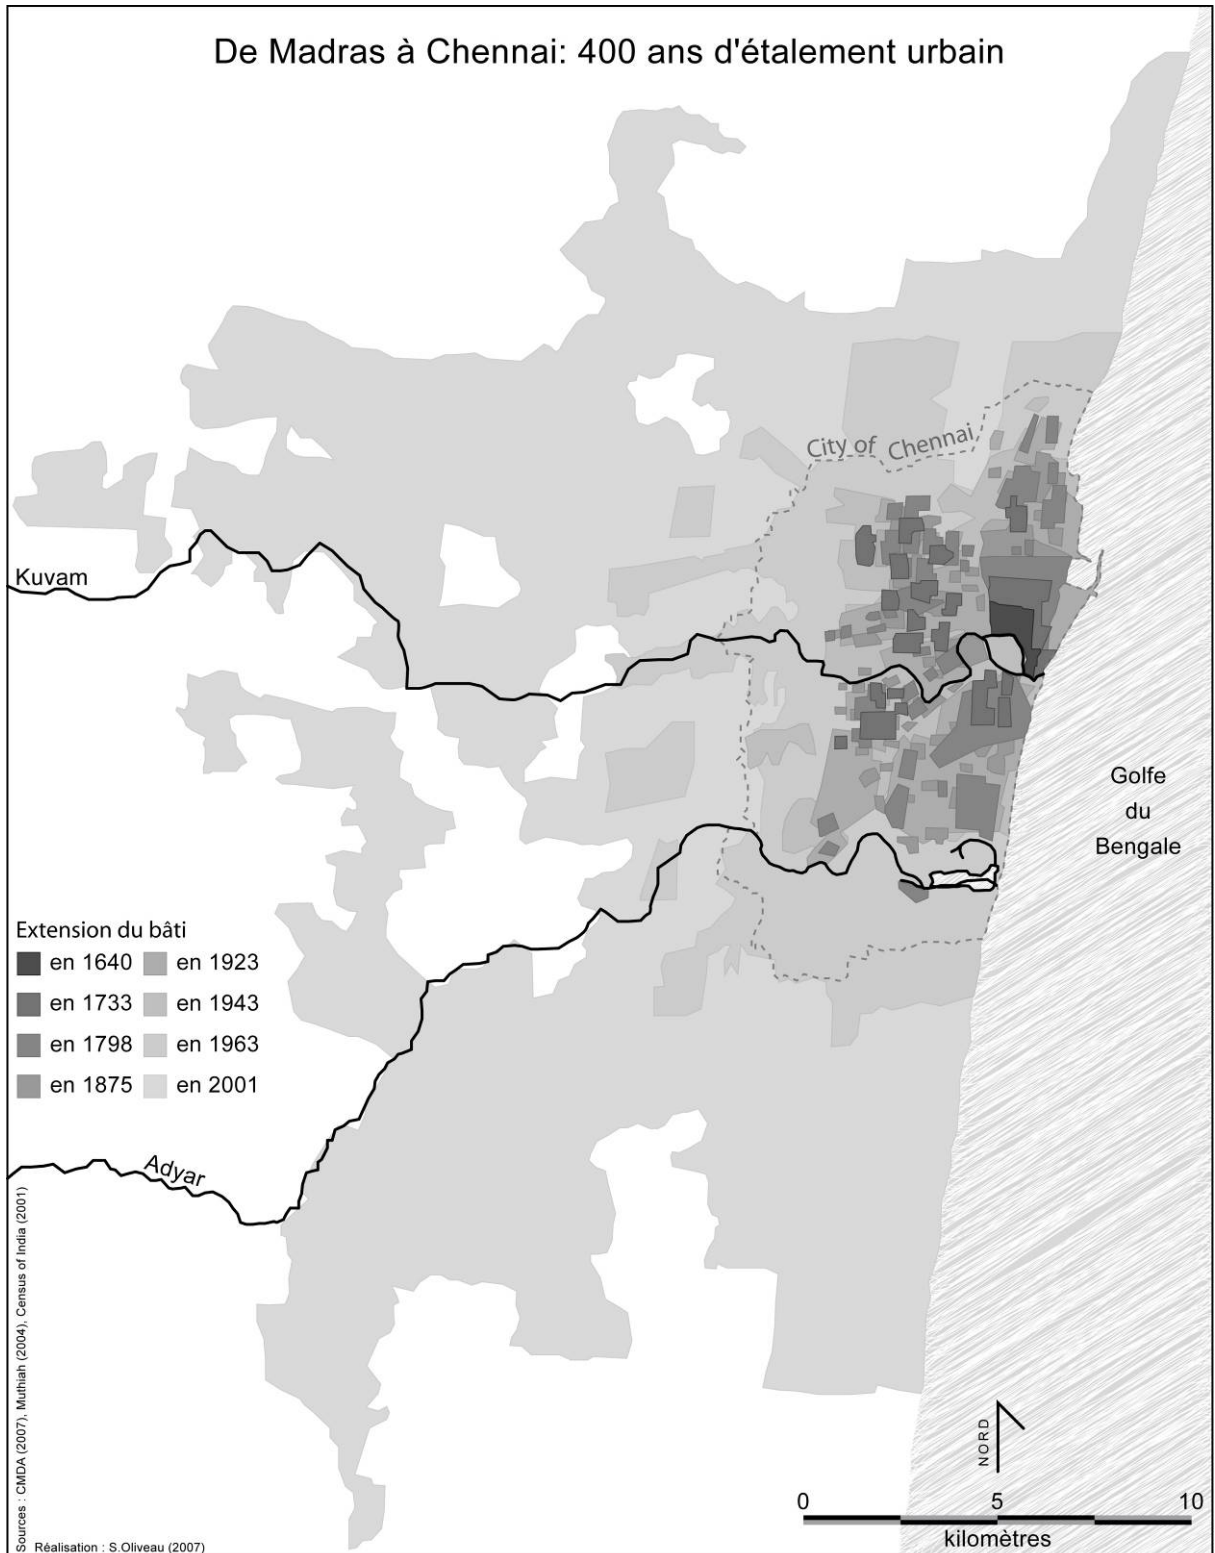 De Madras à Chennai: 400 ans d'étalement urbain
City of Chennai
Kuvam
Golfe
du
Bengale
Extension du bâti
en 1640
en 1923
en 1733
en 1943
en 1798
en 1963
en 1875
en 2001
Adyar
NORD
0 5 10
kilomètres
Sources : CMDA (2007), Muthiah (2004), Census of India (2001)
Réalisation : S.Oliveau (2007)